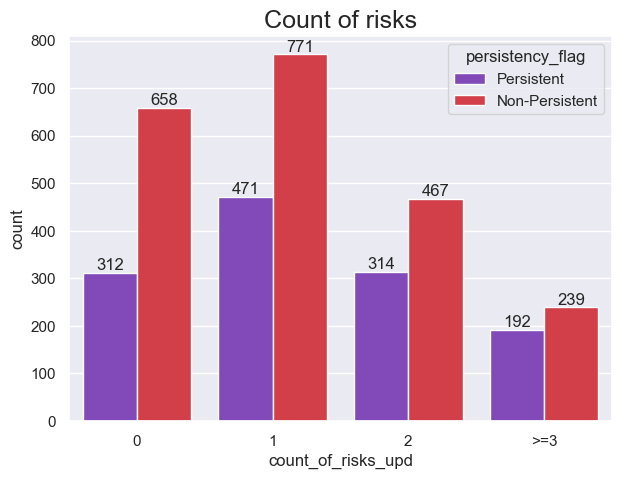 Count of risks
persistency_flag
Persistent
Non-Persistent
count
800
700
600
500
400
300
200
100
0
312
658
471
771
314
467
192
239
0 1 2 >=3
count_of_risks_upd